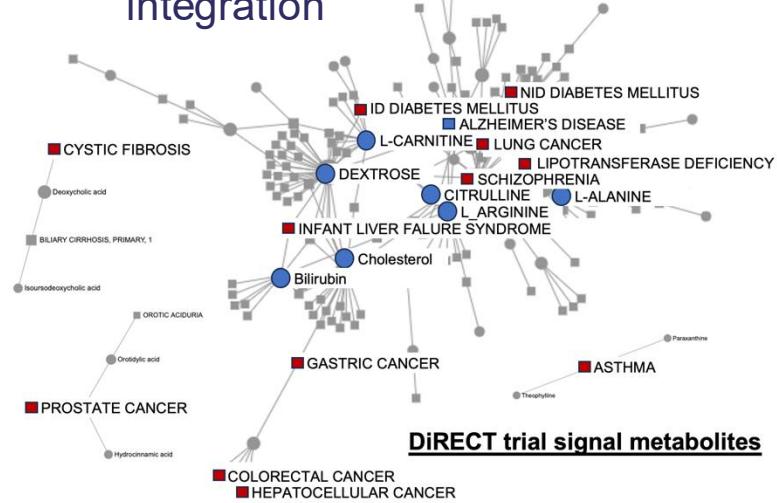 Integration
NID DIABETES MELLITUS
ID DIABETES MELLITUS
ALZHEIMER'S DISEASE
L-CARNITINE
LUNG CANCER
CYSTIC FIBROSIS
LIPOTRANSFERASE DEFICIENCY
DEXTROSE
SCHIZOPHRENIA
Deoxycholic acid
CITRULLINE
L-ALANINE
L_ARGININE
INFANT LIVER FALURE SYNDROME
BILIARY CIRRHOSIS, PRIMARY, 1
Cholesterol
Bilirubin
Isoursodeoxycholic acid
OROTIC ACIDURIA
Paraxanthine
Orotidylic acid
GASTRIC CANCER
ASTHMA
Theophylline
PROSTATE CANCER
DiRECT trial signal metabolites
Hydrocinnamic acid
COLORECTAL CANCER
HEPATOCELLULAR CANCER